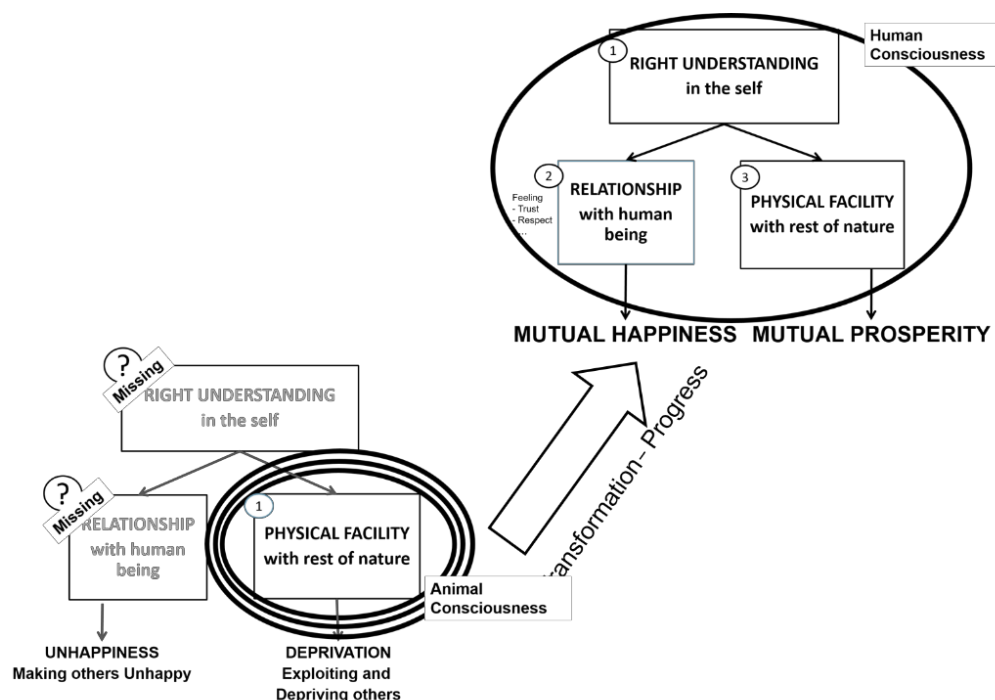 Human
Consciousness
1
RIGHT UNDERSTANDING
in the self
2
RELATIONSHIP
with human
being
Feeling
- Trust
- Respect
...
3
PHYSICAL FACILITY
with rest of nature
MUTUAL HAPPINESS
MUTUAL PROSPERITY
?
Missing
RIGHT UNDERSTANDING
in the self
?
Missing
RELATIONSHIP
with human
being
1
PHYSICAL FACILITY
with rest of nature
Animal
Consciousness
ransformation– Progress
UNHAPPINESS
Making others Unhappy
DEPRIVATION
Exploiting and
Depriving others